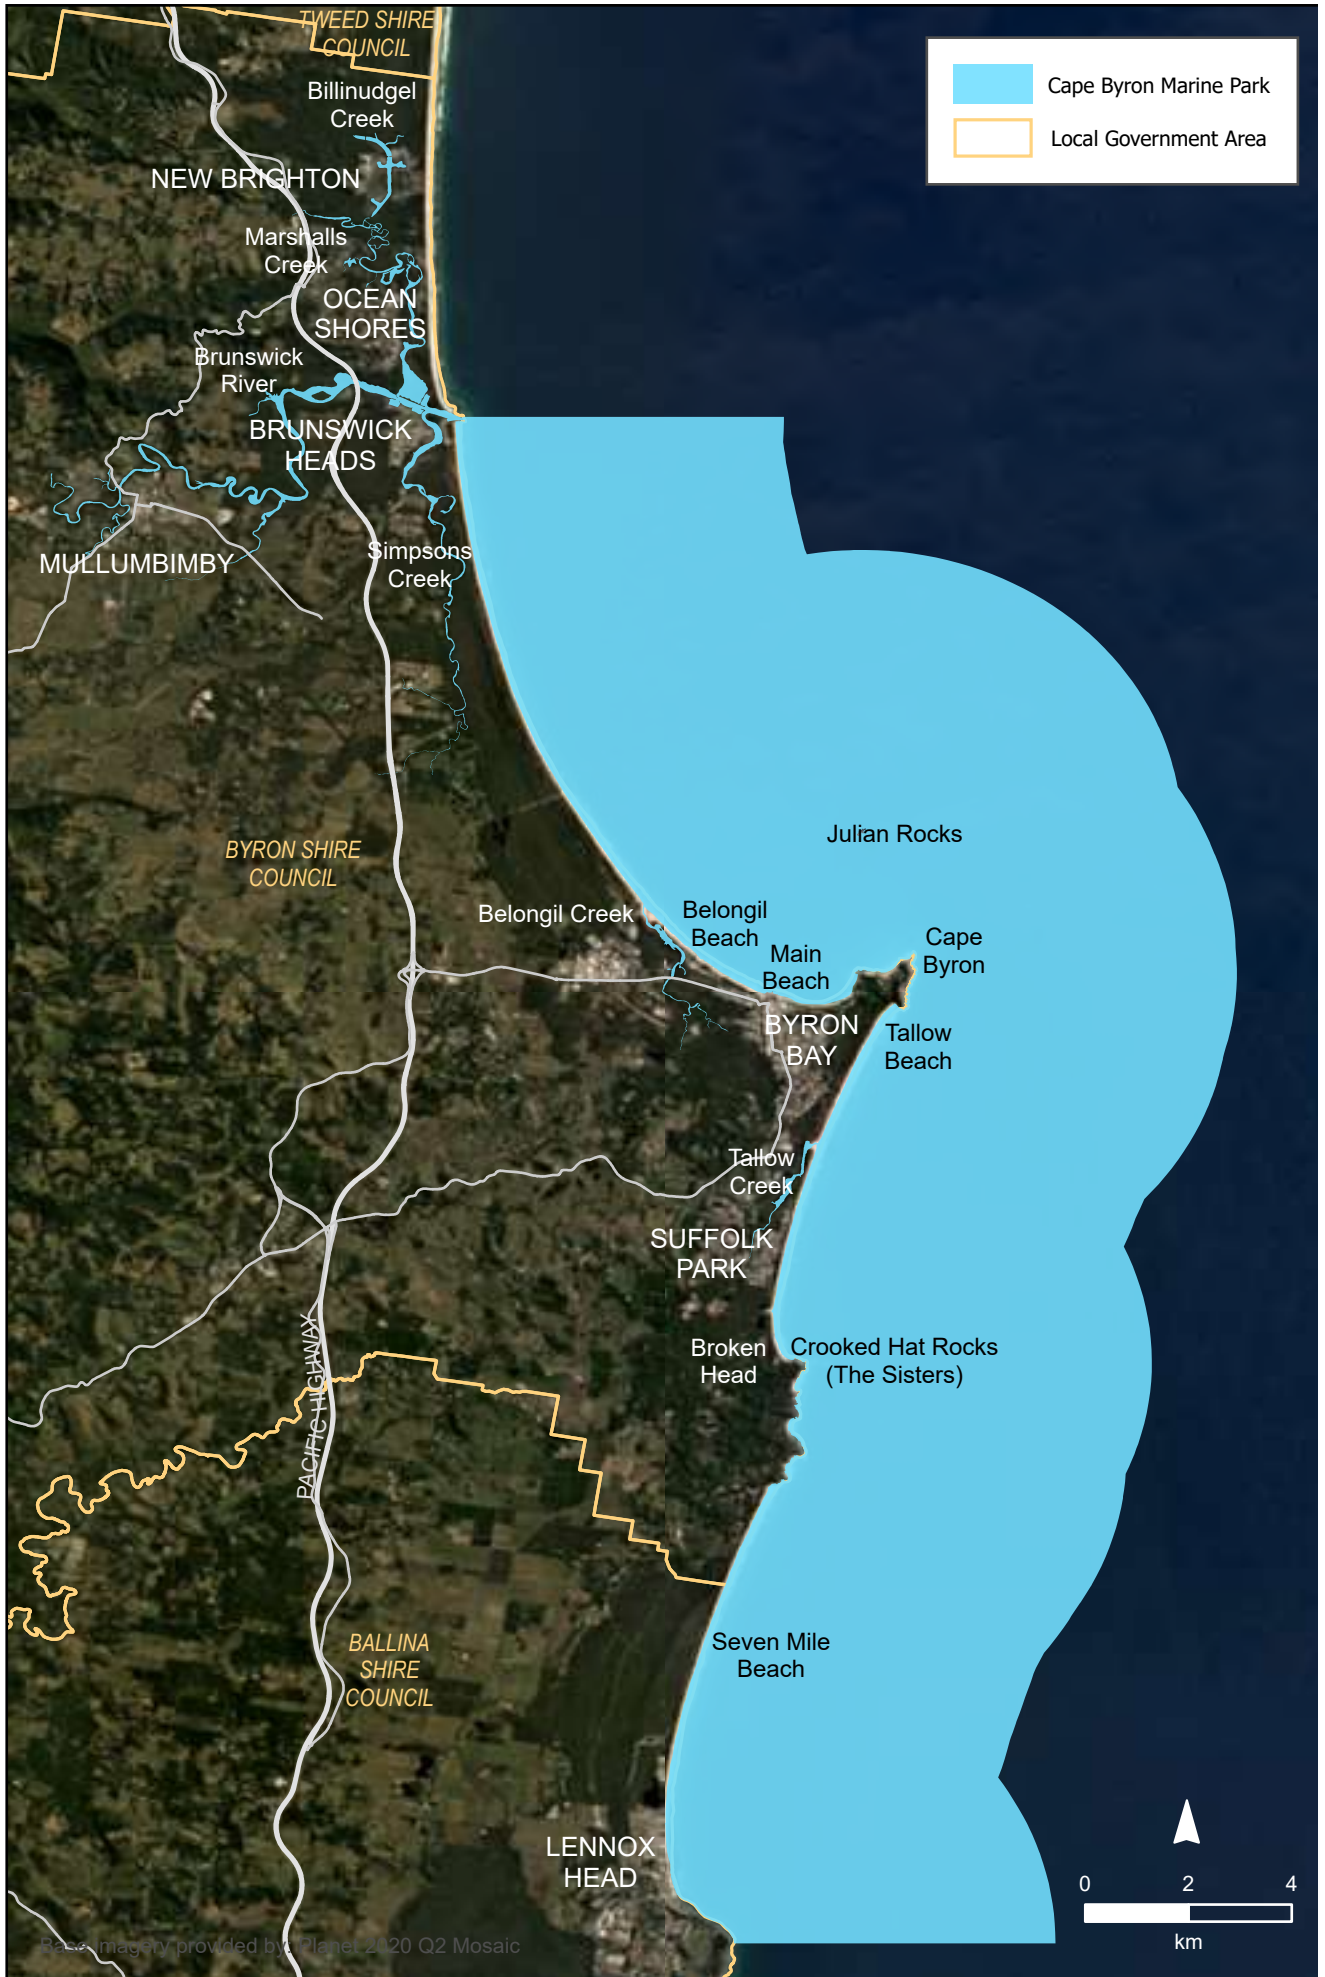 TWEED SHIRE
COUNCIL
Cape Byron Marine Park
Local Government Area
Billinudgel
Creek
NEW BRIGHTON
Marshalls
Creek
OCEAN
SHORES
Brunswick
River
BRUNSWICK
HEADS
Simpsons
Creek
MULLUMBIMBY
Julian Rocks
BYRON SHIRE
COUNCIL
Belongil Creek
Belongil
Beach
Main
Beach
Cape
Byron
BYRON
BAY
Tallow
Beach
Tallow
Creek
SUFFOLK
PARK
Broken
Head
Crooked Hat Rocks
(The Sisters)
PACIFIC HIGHWAY
Seven Mile
Beach
BALLINA
SHIRE
COUNCIL
LENNOX
HEAD
0 2 4
km
Base imagery provided by: Planet 2020 Q2 Mosaic